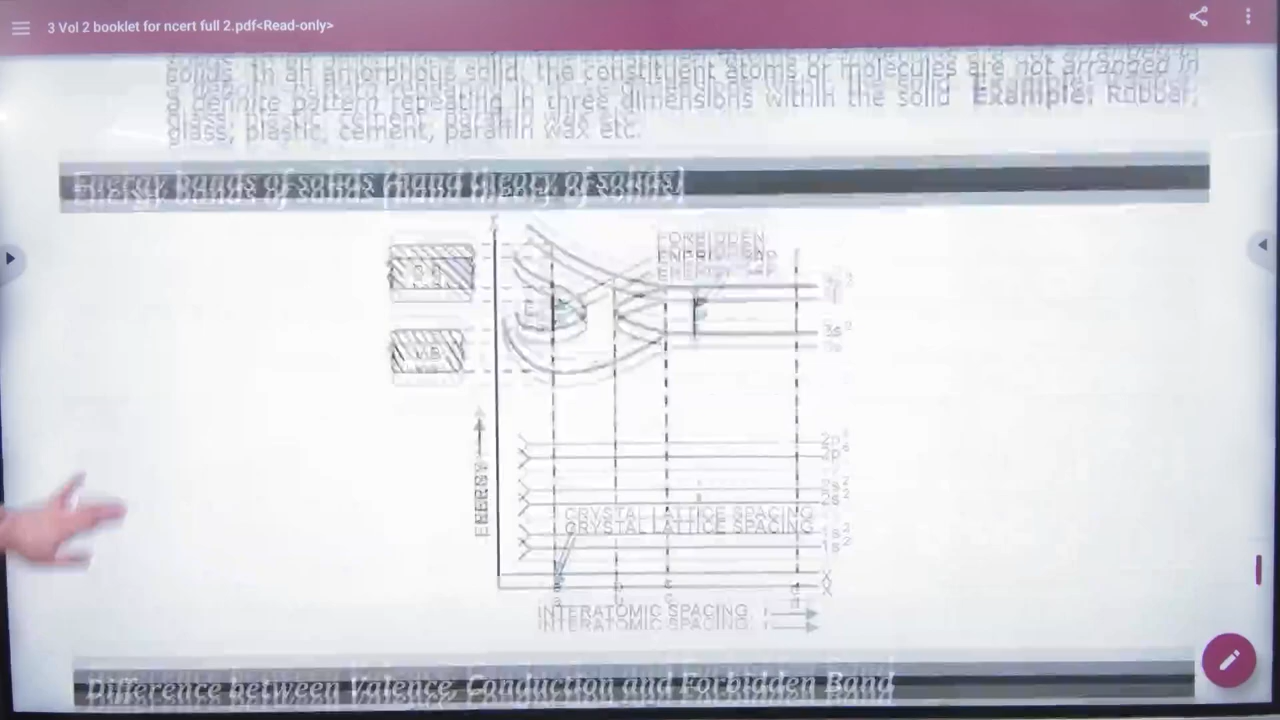 3 Vol 2 booklet for ncert full 2.pdf<Read-only>
solids. In an amorphous solid, the constituent atoms or molecules are not arranged in
a definite pattern repeating in three dimensions within the solid Example: Rubber,
glass, plastic, cement, paraffin wax etc.
Energy bands of solids (band theory of solids)
FORBIDDEN
ENERGY GAP
3s²
VB
2p⁶
2s²
ENERGY
CRYSTAL LATTICE SPACING
1s²
X
a b c d
INTERATOMIC SPACING
Difference between Valence, Conduction and Forbidden Band